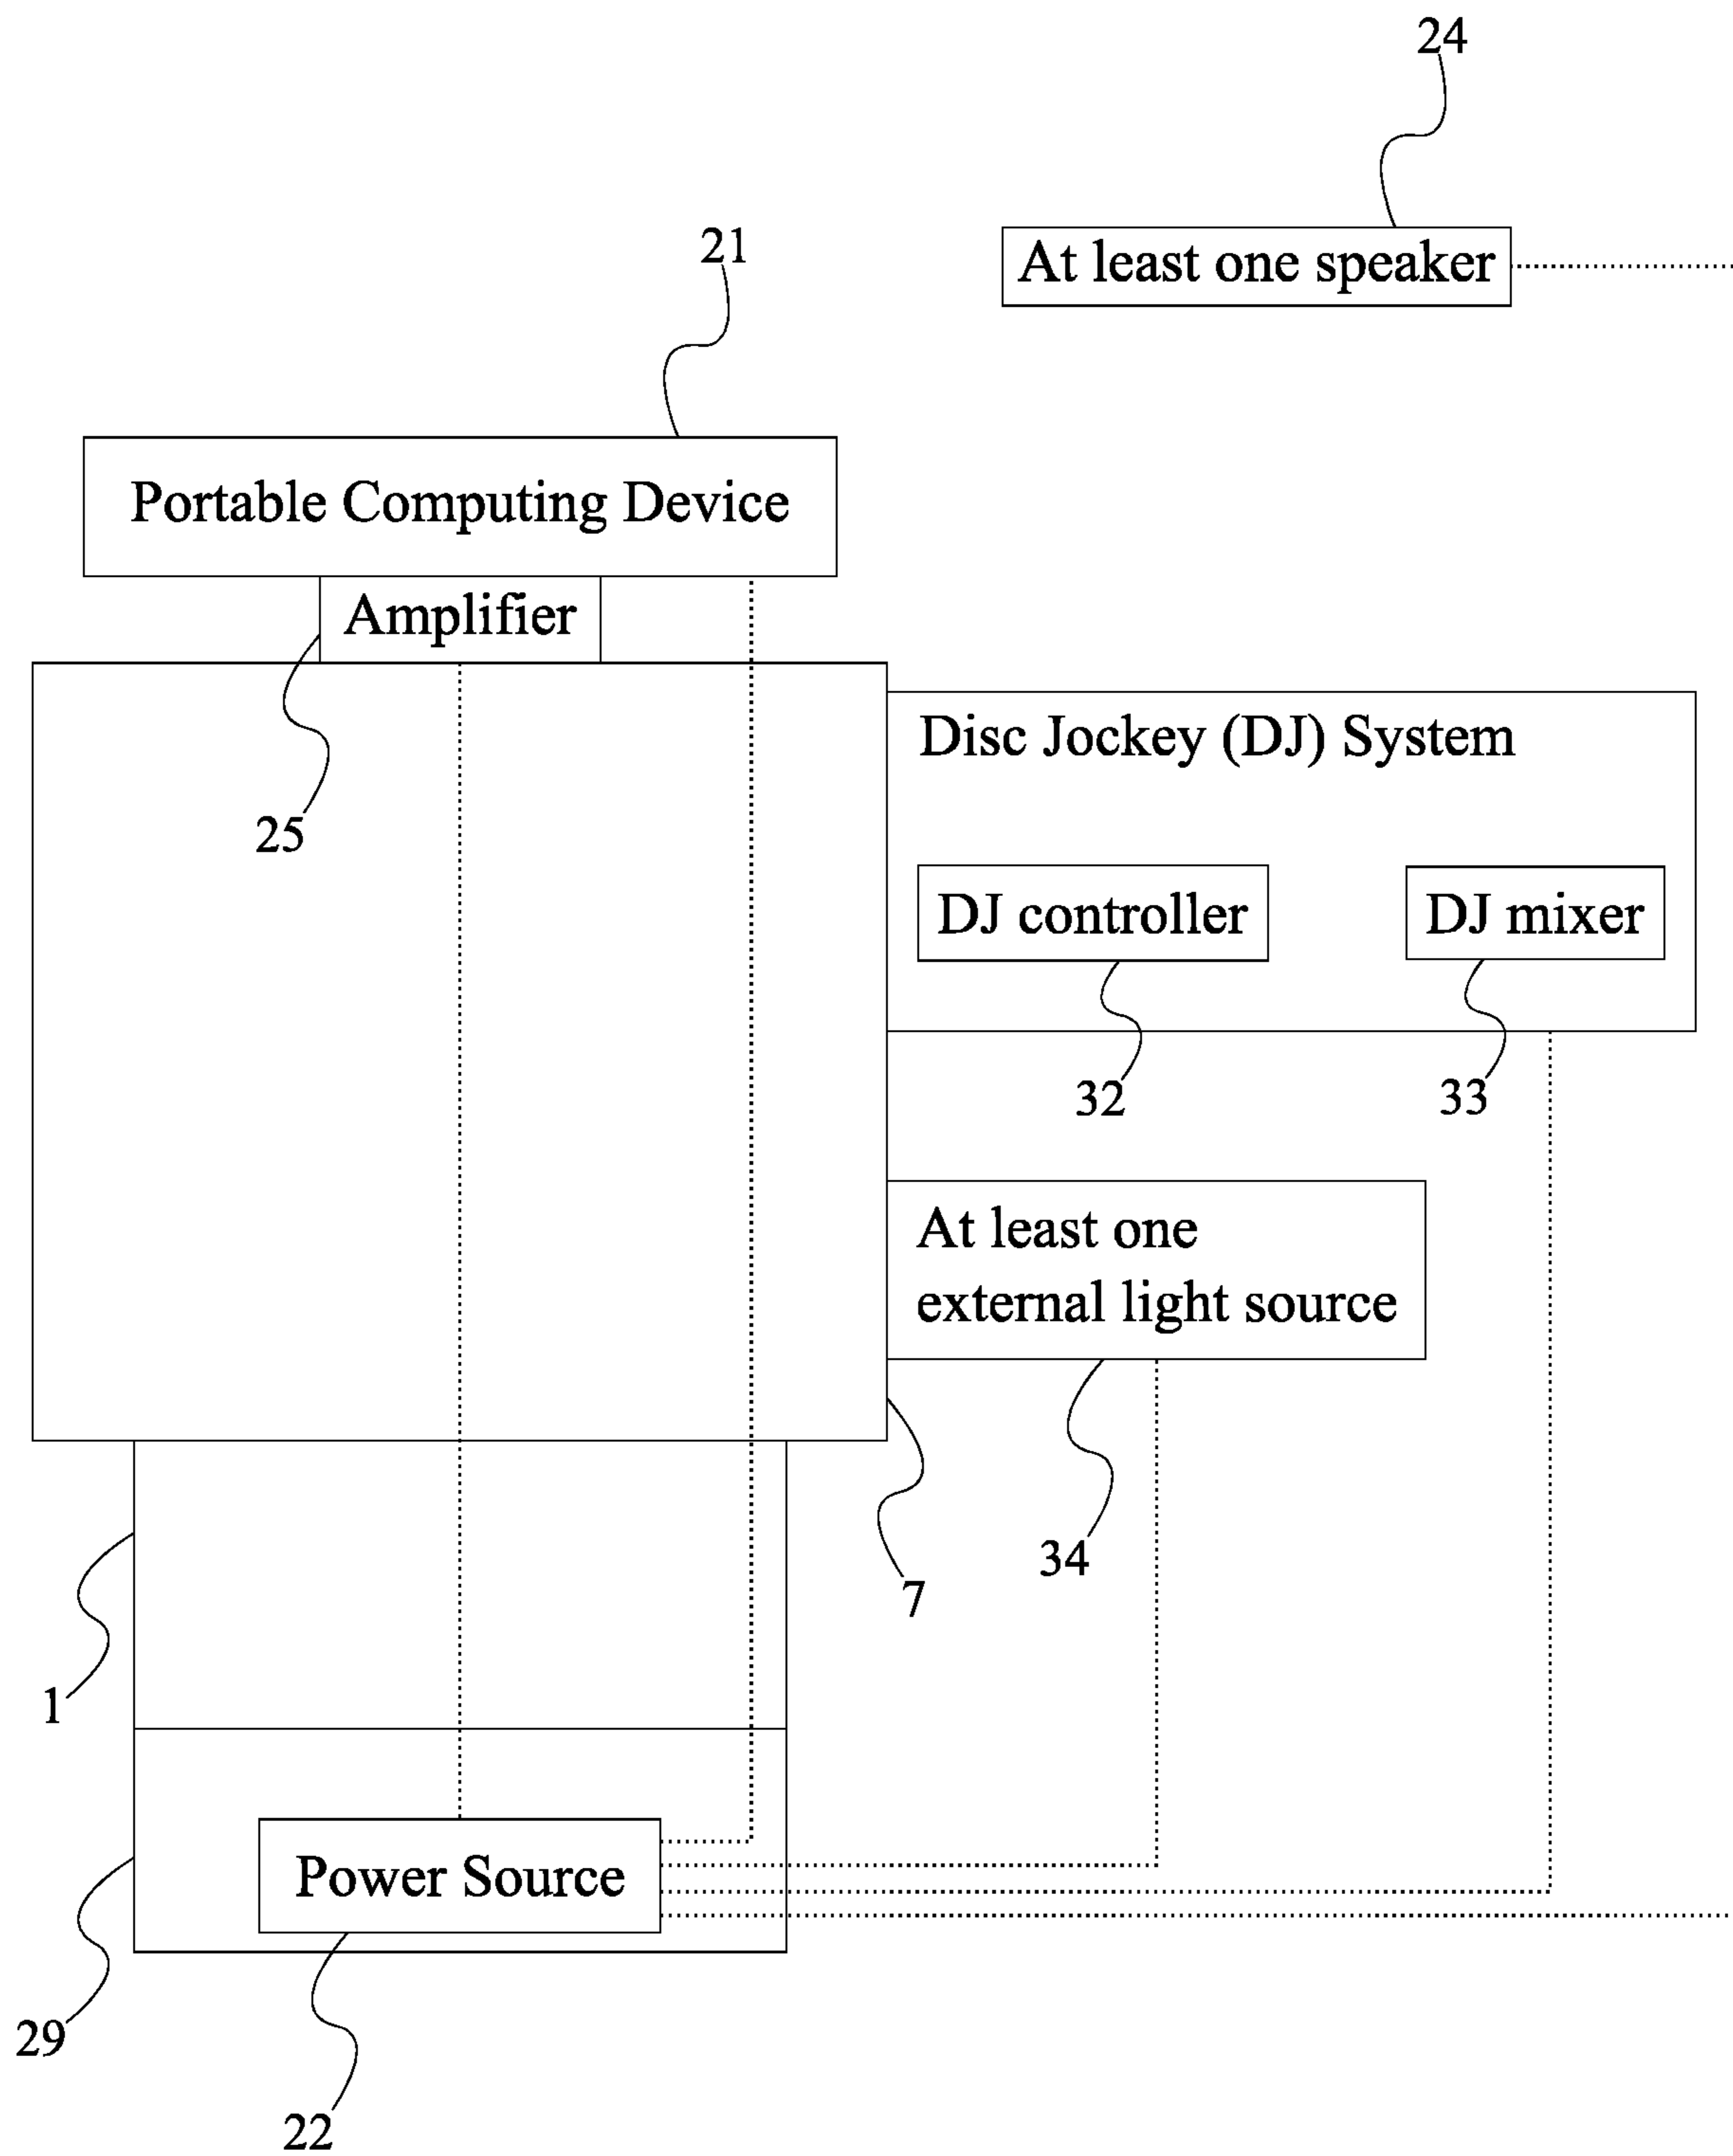 24
At least one speaker
21
Portable Computing Device
Amplifier
25
Disc Jockey (DJ) System
DJ controller
DJ mixer
32
33
At least one
external light source
34
7
1
Power Source
29
22